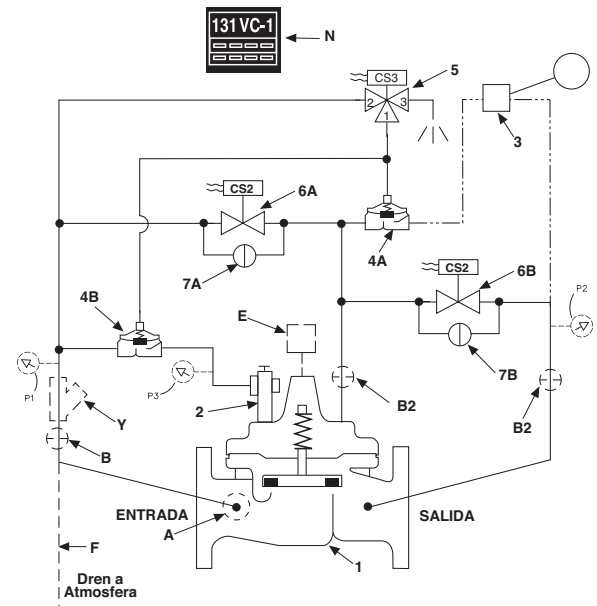 131 VC-1
N
CS3
5
2
3
1
3
CS2
6A
4A
7A
CS2
6B
4B
E
P2
7B
P1
P3
2
B2
B2
Y
B
ENTRADA
SALIDA
A
F
1
Dren a
Atmosfera